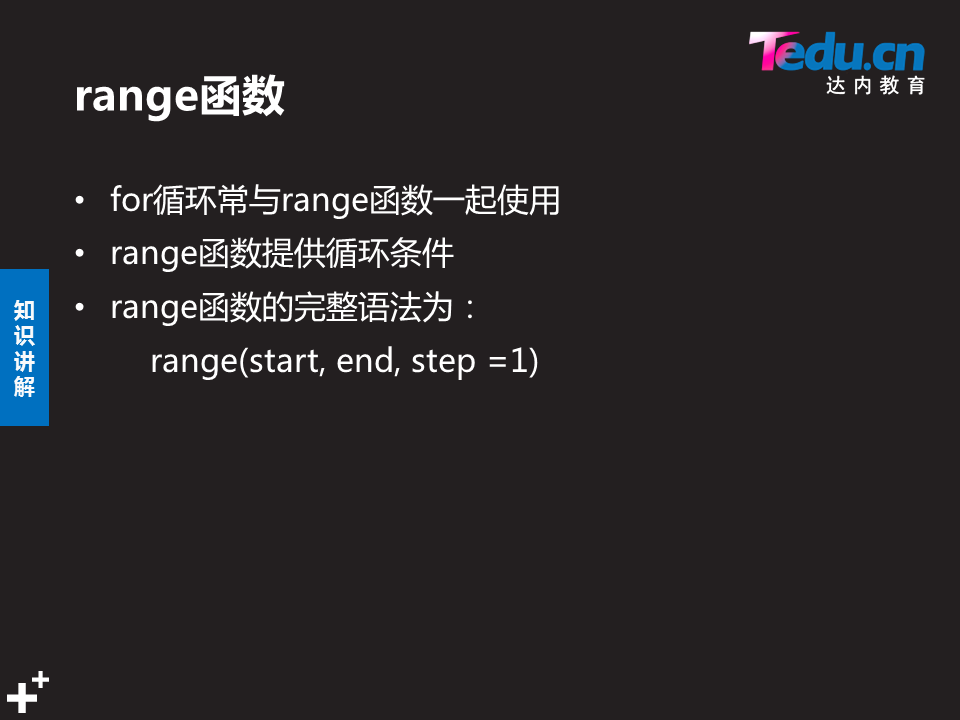 Tedu.cn
达内教育
range函数
• for循环常与range函数一起使用
• range函数提供循环条件
• range函数的完整语法为：
range(start, end, step =1)
知识讲解